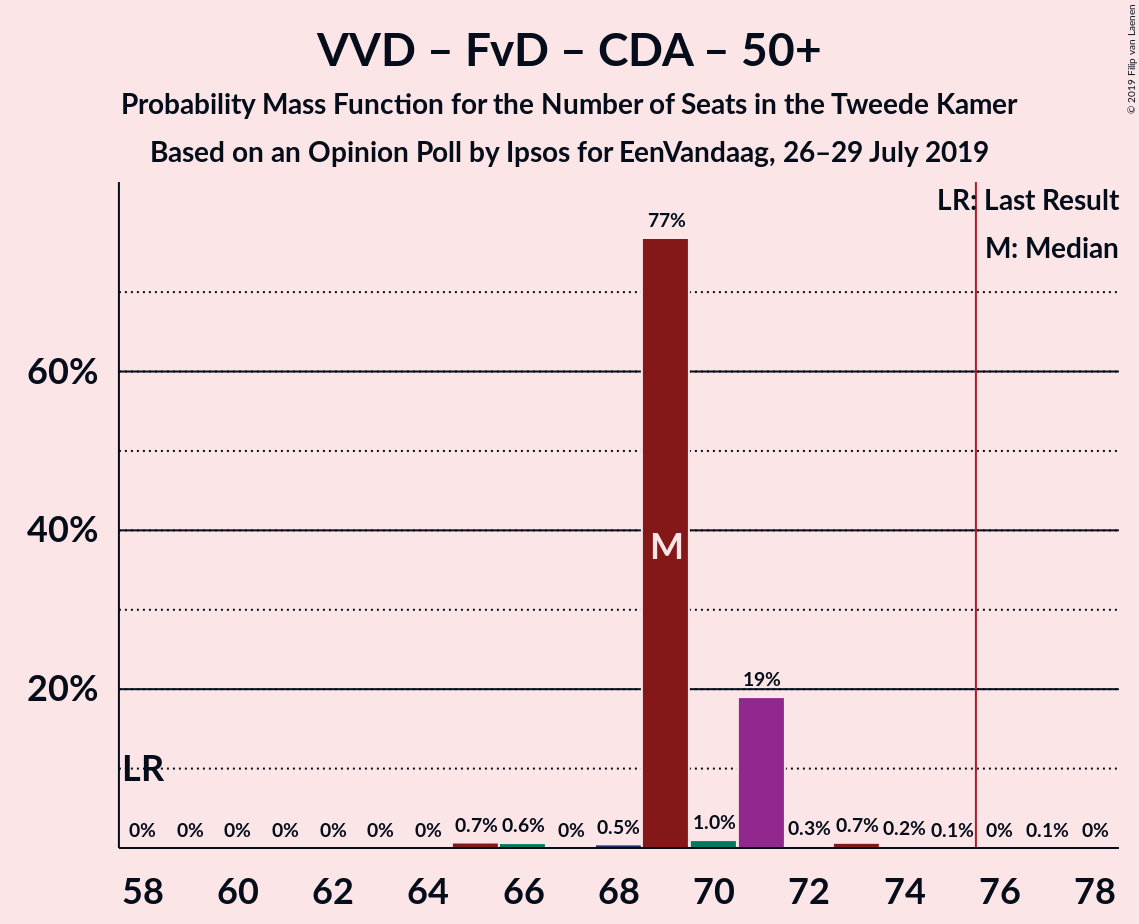 VVD – FvD – CDA – 50+
Probability Mass Function for the Number of Seats in the Tweede Kamer
Based on an Opinion Poll by Ipsos for EenVandaag, 26–29 July 2019
© 2019 Filip van Laenen
LR: Last Result
M: Median
77%
60%
M
40%
20%
19%
LR
0% 0% 0% 0% 0% 0% 0% 0.7% 0.6% 0% 0.5% 1.0% 0.3% 0.7% 0.2% 0.1% 0% 0.1% 0%
58 60 62 64 66 68 70 72 74 76 78